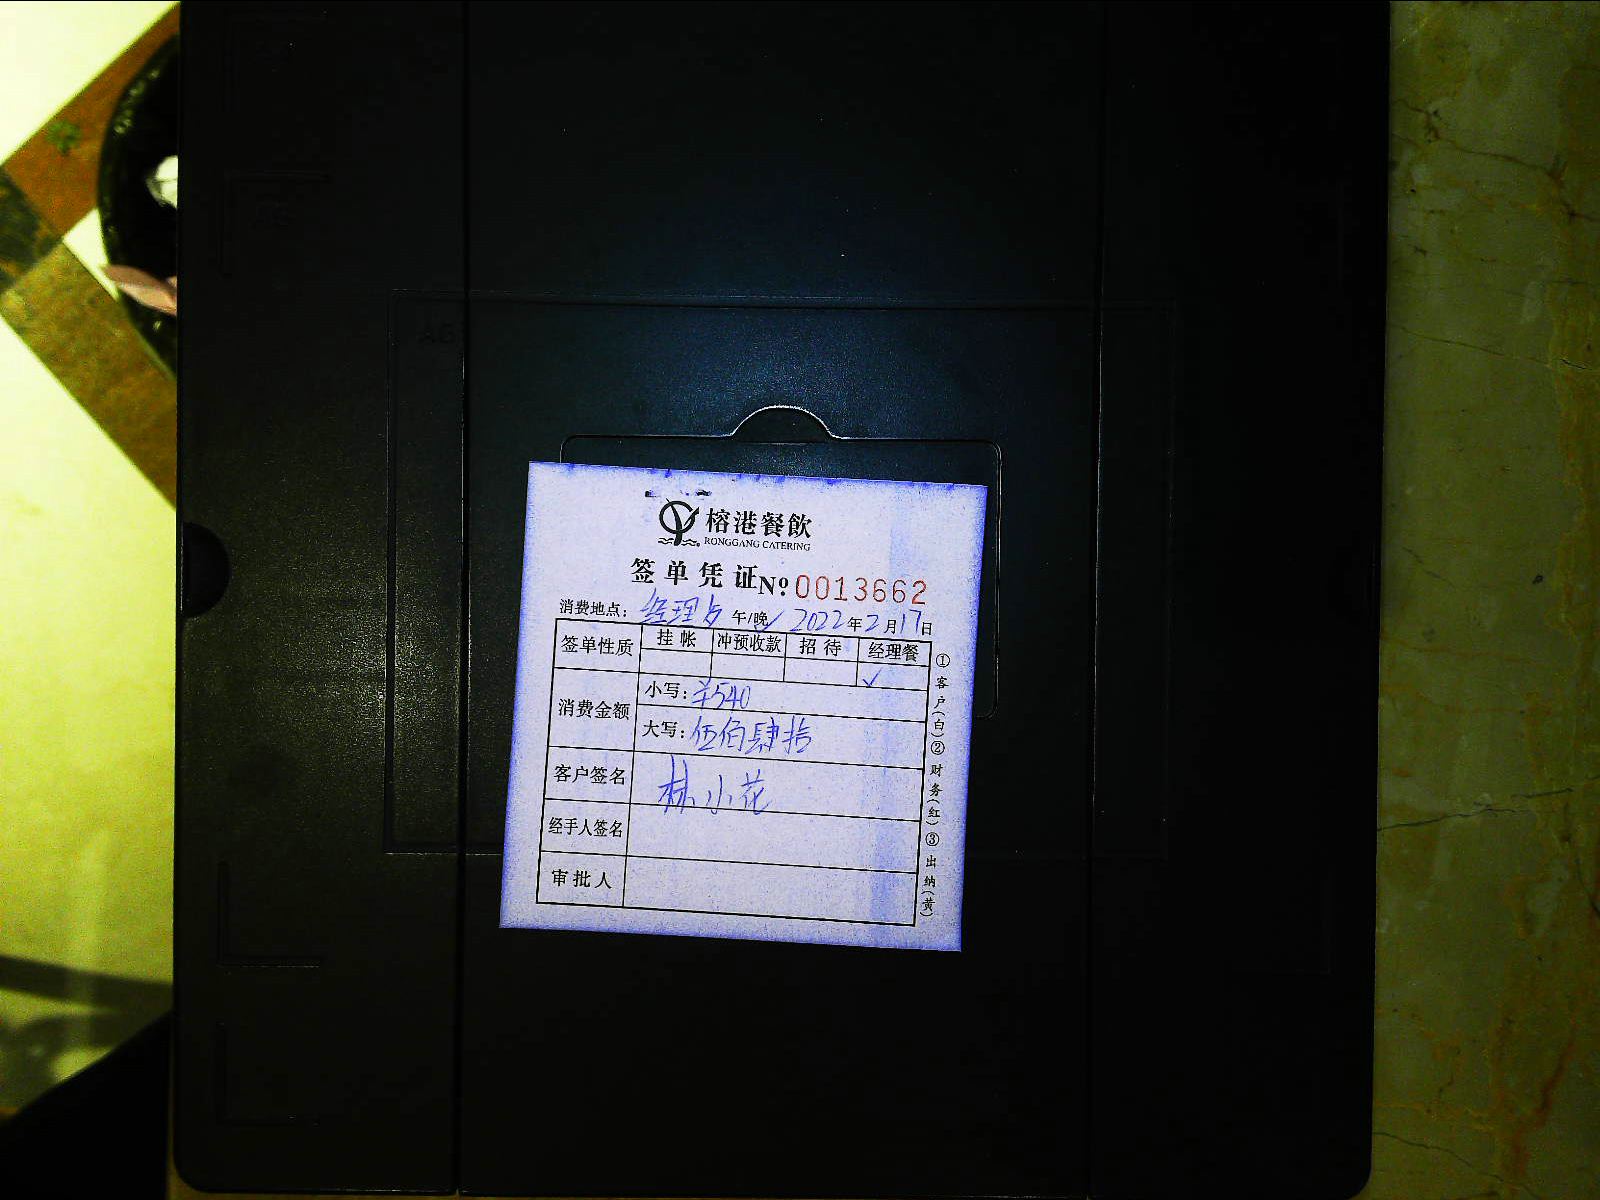 榕港餐飲
RONGGANG CATERING
签单凭证 Nº 0013662
消费地点: 经理 午/晚✓ 2022年2月17日
签单性质 挂帐 冲预收款 招待 经理餐
✓
消费金额
小写: ¥540
大写: 伍佰肆拾
客户签名 林小花
经手人签名
审批人
①客户(白)②财务(红)③出纳(黄)